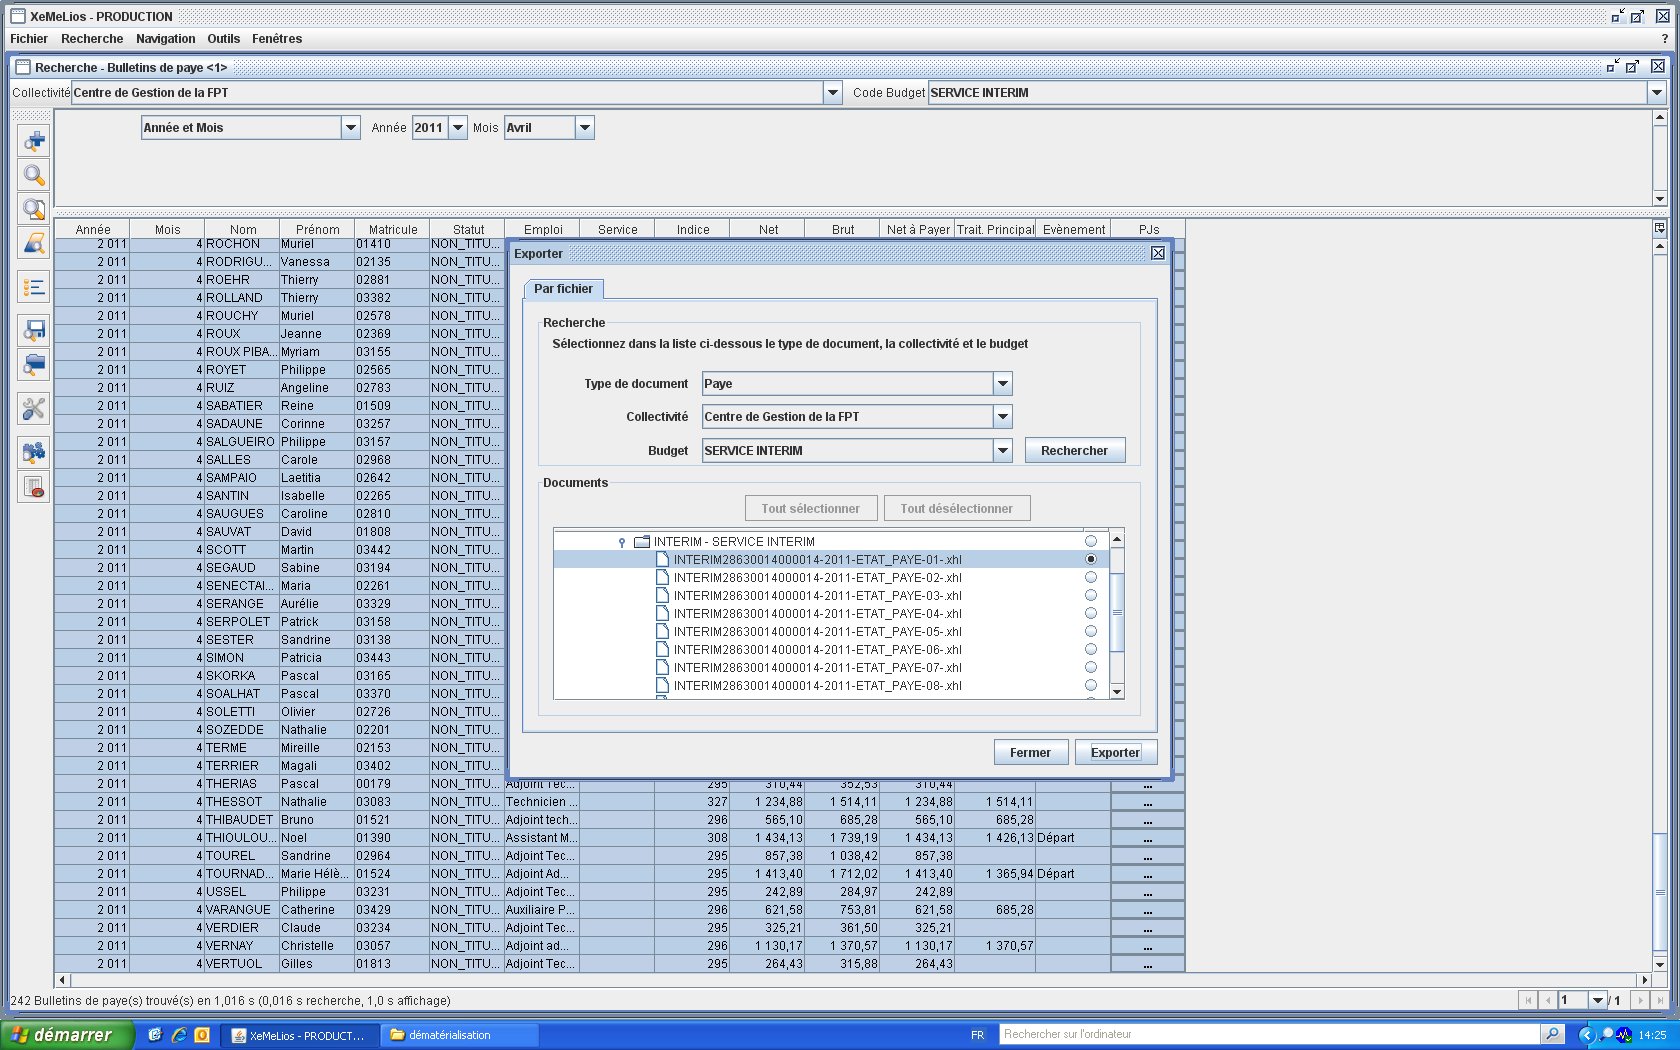 XeMeLios - PRODUCTION
Fichier Recherche Navigation Outils Fenêtres ?
Recherche - Bulletins de paye <1>
Collectivité Centre de Gestion de la FPT Code Budget SERVICE INTERIM
Année et Mois Année 2011 Mois Avril
Année Mois Nom Prénom Matricule Statut Emploi Service Indice Net Brut Net à Payer Trait. Principal Evènement PJs
2 011 4 ROCHON Muriel 01410 NON_TITU...
2 011 4 RODRIGU... Vanessa 02135 NON_TITU...
2 011 4 ROEHR Thierry 02881 NON_TITU...
2 011 4 ROLLAND Thierry 03382 NON_TITU...
2 011 4 ROUCHY Muriel 02578 NON_TITU...
2 011 4 ROUX Jeanne 02369 NON_TITU...
2 011 4 ROUX PIBA... Myriam 03155 NON_TITU...
2 011 4 ROYET Philippe 02565 NON_TITU...
2 011 4 RUIZ Angeline 02783 NON_TITU...
2 011 4 SABATIER Reine 01509 NON_TITU...
2 011 4 SADAUNE Corinne 03257 NON_TITU...
2 011 4 SALGUEIRO Philippe 03157 NON_TITU...
2 011 4 SALLES Carole 02968 NON_TITU...
2 011 4 SAMPAIO Laetitia 02642 NON_TITU...
2 011 4 SANTIN Isabelle 02265 NON_TITU...
2 011 4 SAUGUES Caroline 02810 NON_TITU...
2 011 4 SAUVAT David 01808 NON_TITU...
2 011 4 SCOTT Martin 03442 NON_TITU...
2 011 4 SEGAUD Sabine 03194 NON_TITU...
2 011 4 SENECTAI... Maria 02261 NON_TITU...
2 011 4 SERANGE Aurélie 03329 NON_TITU...
2 011 4 SERPOLET Patrick 03158 NON_TITU...
2 011 4 SESTER Sandrine 03138 NON_TITU...
2 011 4 SIMON Patricia 03443 NON_TITU...
2 011 4 SKORKA Pascal 03165 NON_TITU...
2 011 4 SOALHAT Pascal 03370 NON_TITU...
2 011 4 SOLETTI Olivier 02726 NON_TITU...
2 011 4 SOZEDDE Nathalie 02201 NON_TITU...
2 011 4 TERME Mireille 02153 NON_TITU...
2 011 4 TERRIER Magali 03402 NON_TITU...
2 011 4 THERIAS Pascal 00179 NON_TITU... Adjoint Tec... 295 310,44 352,53 310,44 ...
2 011 4 THESSOT Nathalie 03083 NON_TITU... Technicien ... 327 1 234,88 1 514,11 1 234,88 1 514,11 ...
2 011 4 THIBAUDET Bruno 01521 NON_TITU... Adjoint tech... 296 565,10 685,28 565,10 685,28 ...
2 011 4 THIOULOU... Noel 01390 NON_TITU... Assistant M... 308 1 434,13 1 739,19 1 434,13 1 426,13 Départ ...
2 011 4 TOUREL Sandrine 02964 NON_TITU... Adjoint Tec... 295 857,38 1 038,42 857,38 ...
2 011 4 TOURNAD... Marie Hélè... 01524 NON_TITU... Adjoint Ad... 295 1 413,40 1 712,02 1 413,40 1 365,94 Départ ...
2 011 4 USSEL Philippe 03231 NON_TITU... Adjoint Tec... 295 242,89 284,97 242,89 ...
2 011 4 VARANGUE Catherine 03429 NON_TITU... Auxiliaire P... 296 621,58 753,81 621,58 685,28 ...
2 011 4 VERDIER Claude 03234 NON_TITU... Adjoint Tec... 295 325,21 361,50 325,21 ...
2 011 4 VERNAY Christelle 03057 NON_TITU... Adjoint ad... 296 1 130,17 1 370,57 1 130,17 1 370,57 ...
2 011 4 VERTUOL Gilles 01813 NON_TITU... Adjoint Tec... 295 264,43 315,88 264,43 ...
Exporter
Par fichier
Recherche
Sélectionnez dans la liste ci-dessous le type de document, la collectivité et le budget
Type de document Paye
Collectivité Centre de Gestion de la FPT
Budget SERVICE INTERIM Rechercher
Documents
Tout sélectionner Tout désélectionner
INTERIM - SERVICE INTERIM
INTERIM28630014000014-2011-ETAT_PAYE-01-.xhl
INTERIM28630014000014-2011-ETAT_PAYE-02-.xhl
INTERIM28630014000014-2011-ETAT_PAYE-03-.xhl
INTERIM28630014000014-2011-ETAT_PAYE-04-.xhl
INTERIM28630014000014-2011-ETAT_PAYE-05-.xhl
INTERIM28630014000014-2011-ETAT_PAYE-06-.xhl
INTERIM28630014000014-2011-ETAT_PAYE-07-.xhl
INTERIM28630014000014-2011-ETAT_PAYE-08-.xhl
Fermer Exporter
242 Bulletins de paye(s) trouvé(s) en 1,016 s (0,016 s recherche, 1,0 s affichage) 1 / 1
démarrer XeMeLios - PRODUCT... dématérialisation FR Rechercher sur l'ordinateur 14:25